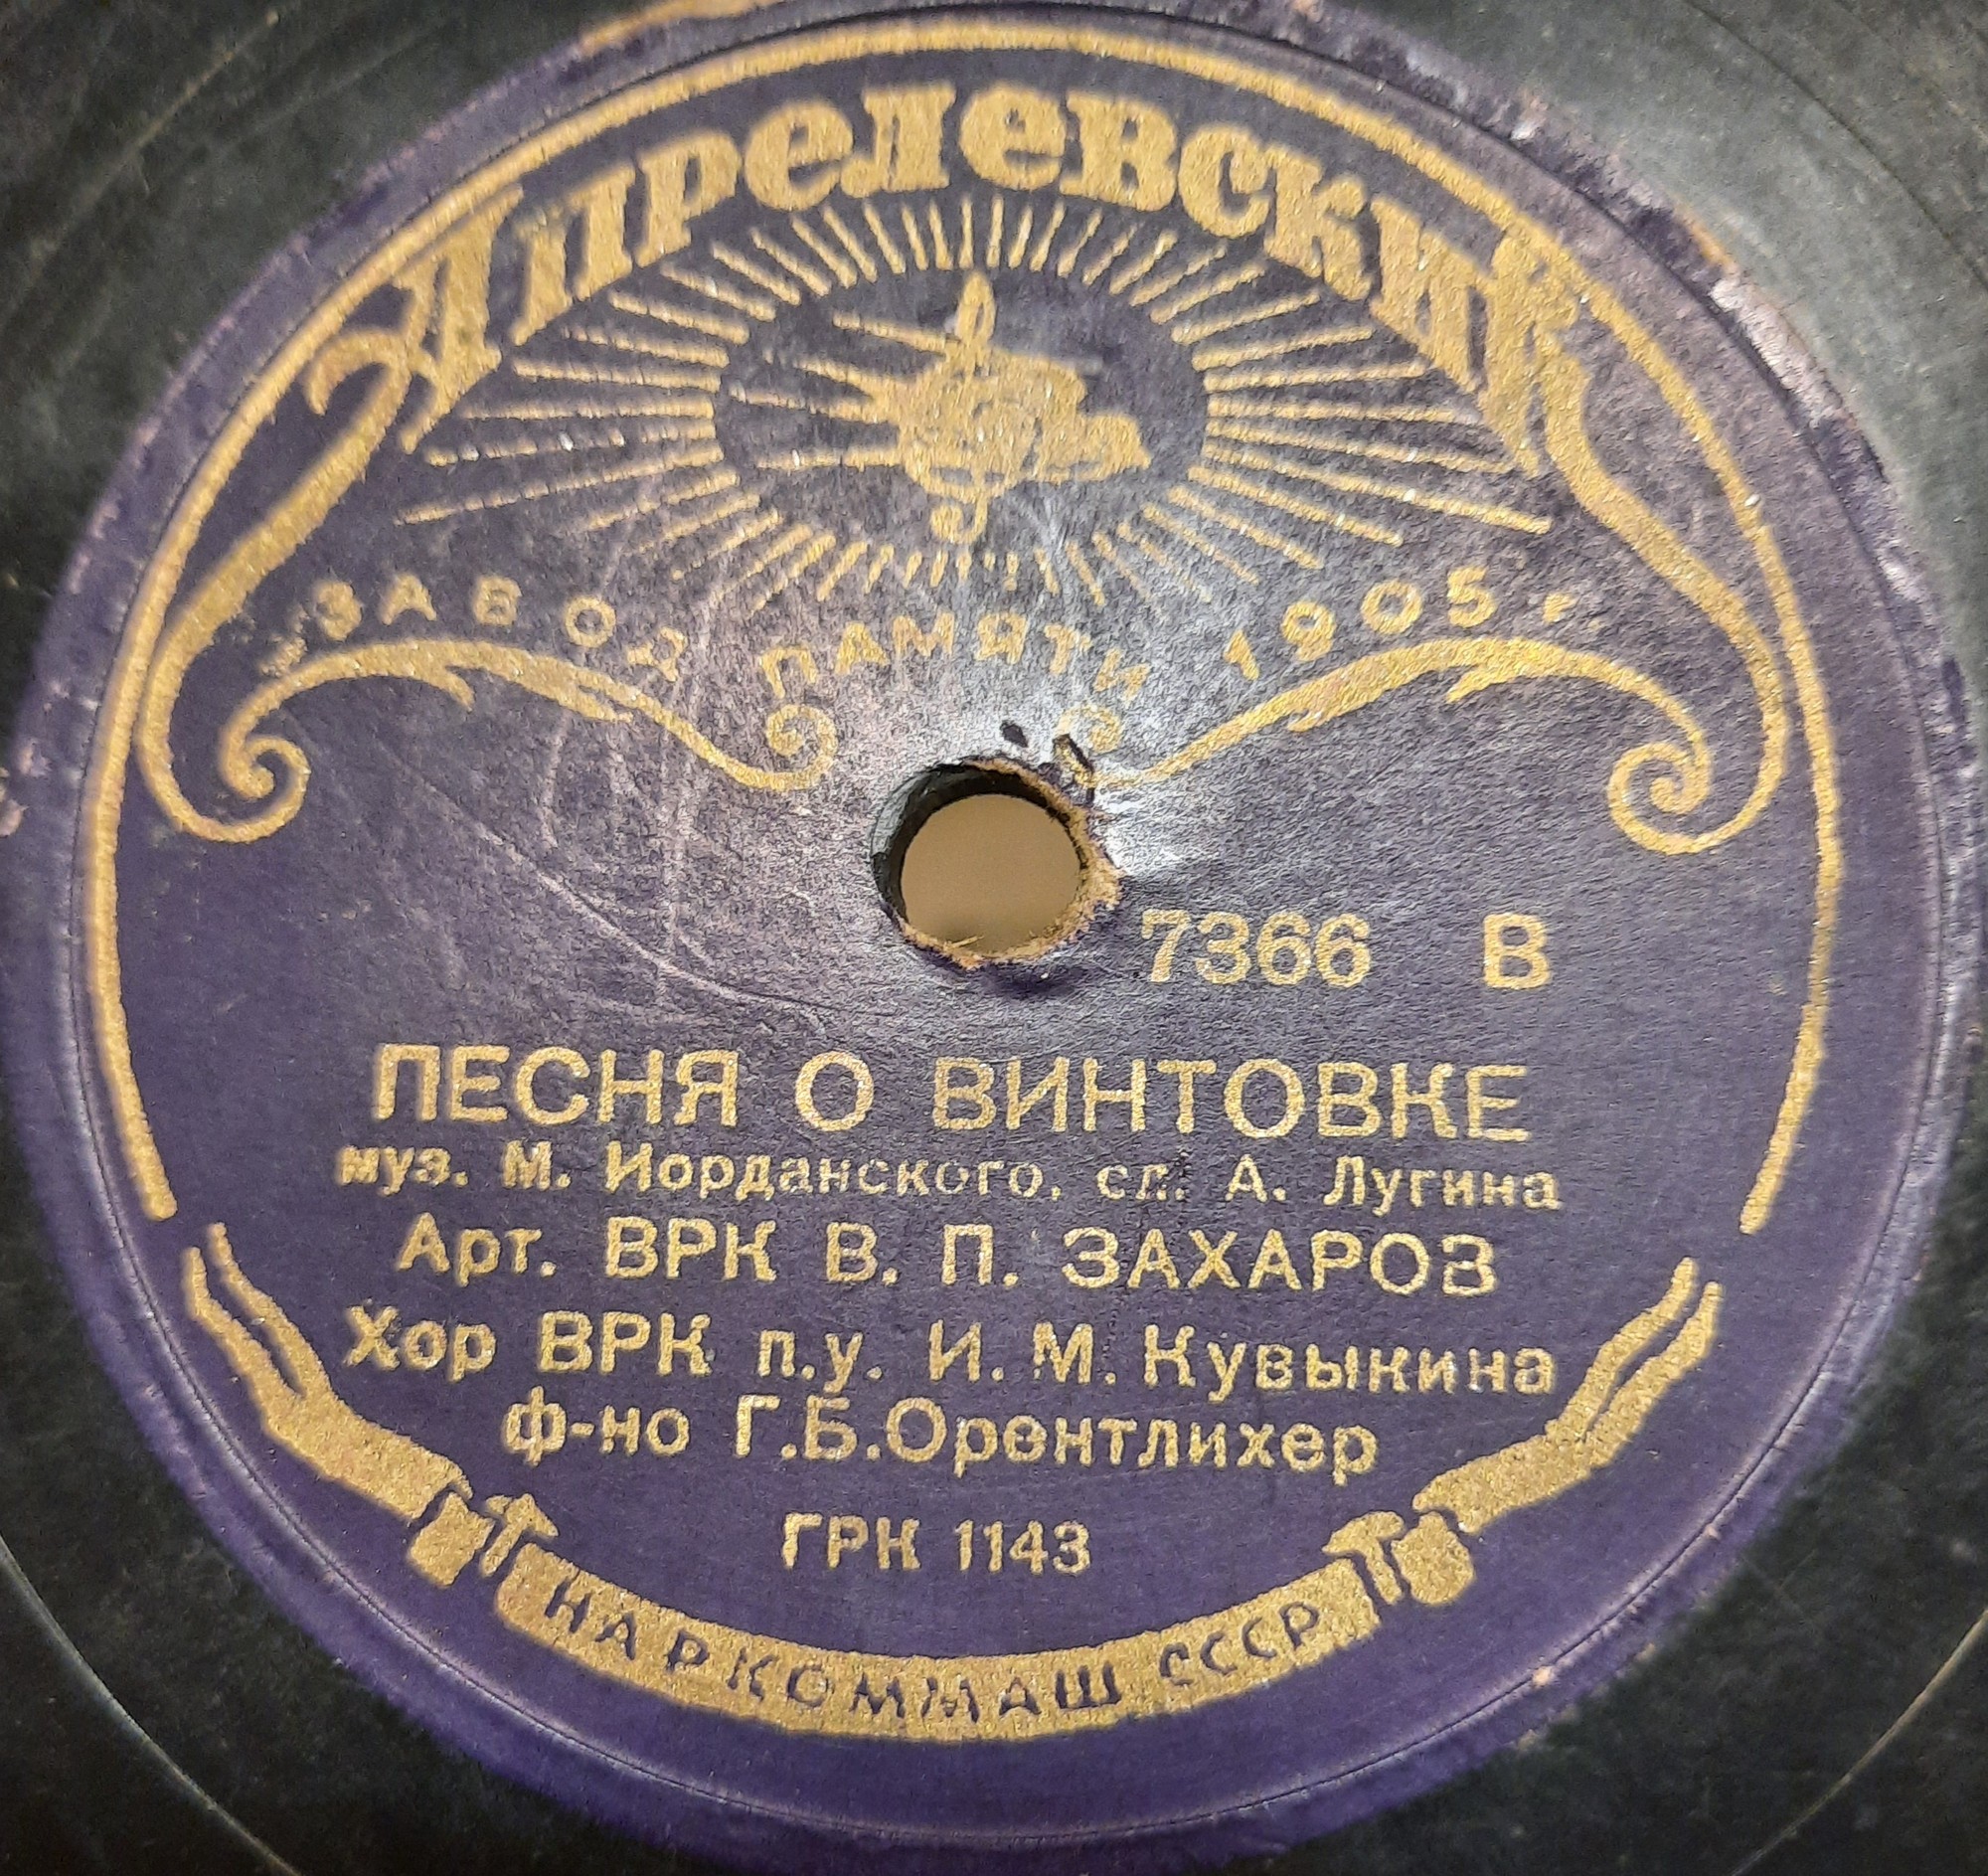 Апрелевский
ЗАВОД ПАМЯТИ 1905 г
7366 В
ПЕСНЯ О ВИНТОВКЕ
муз. М. Иорданского, сл. А. Лугина
Арт. ВРК В. П. ЗАХАРОВ
Хор ВРК п.у. И. М. Кувыкина
ф-но Г.Б.Орентлихер
ГРК 1143
НАРКОММАШ СССР